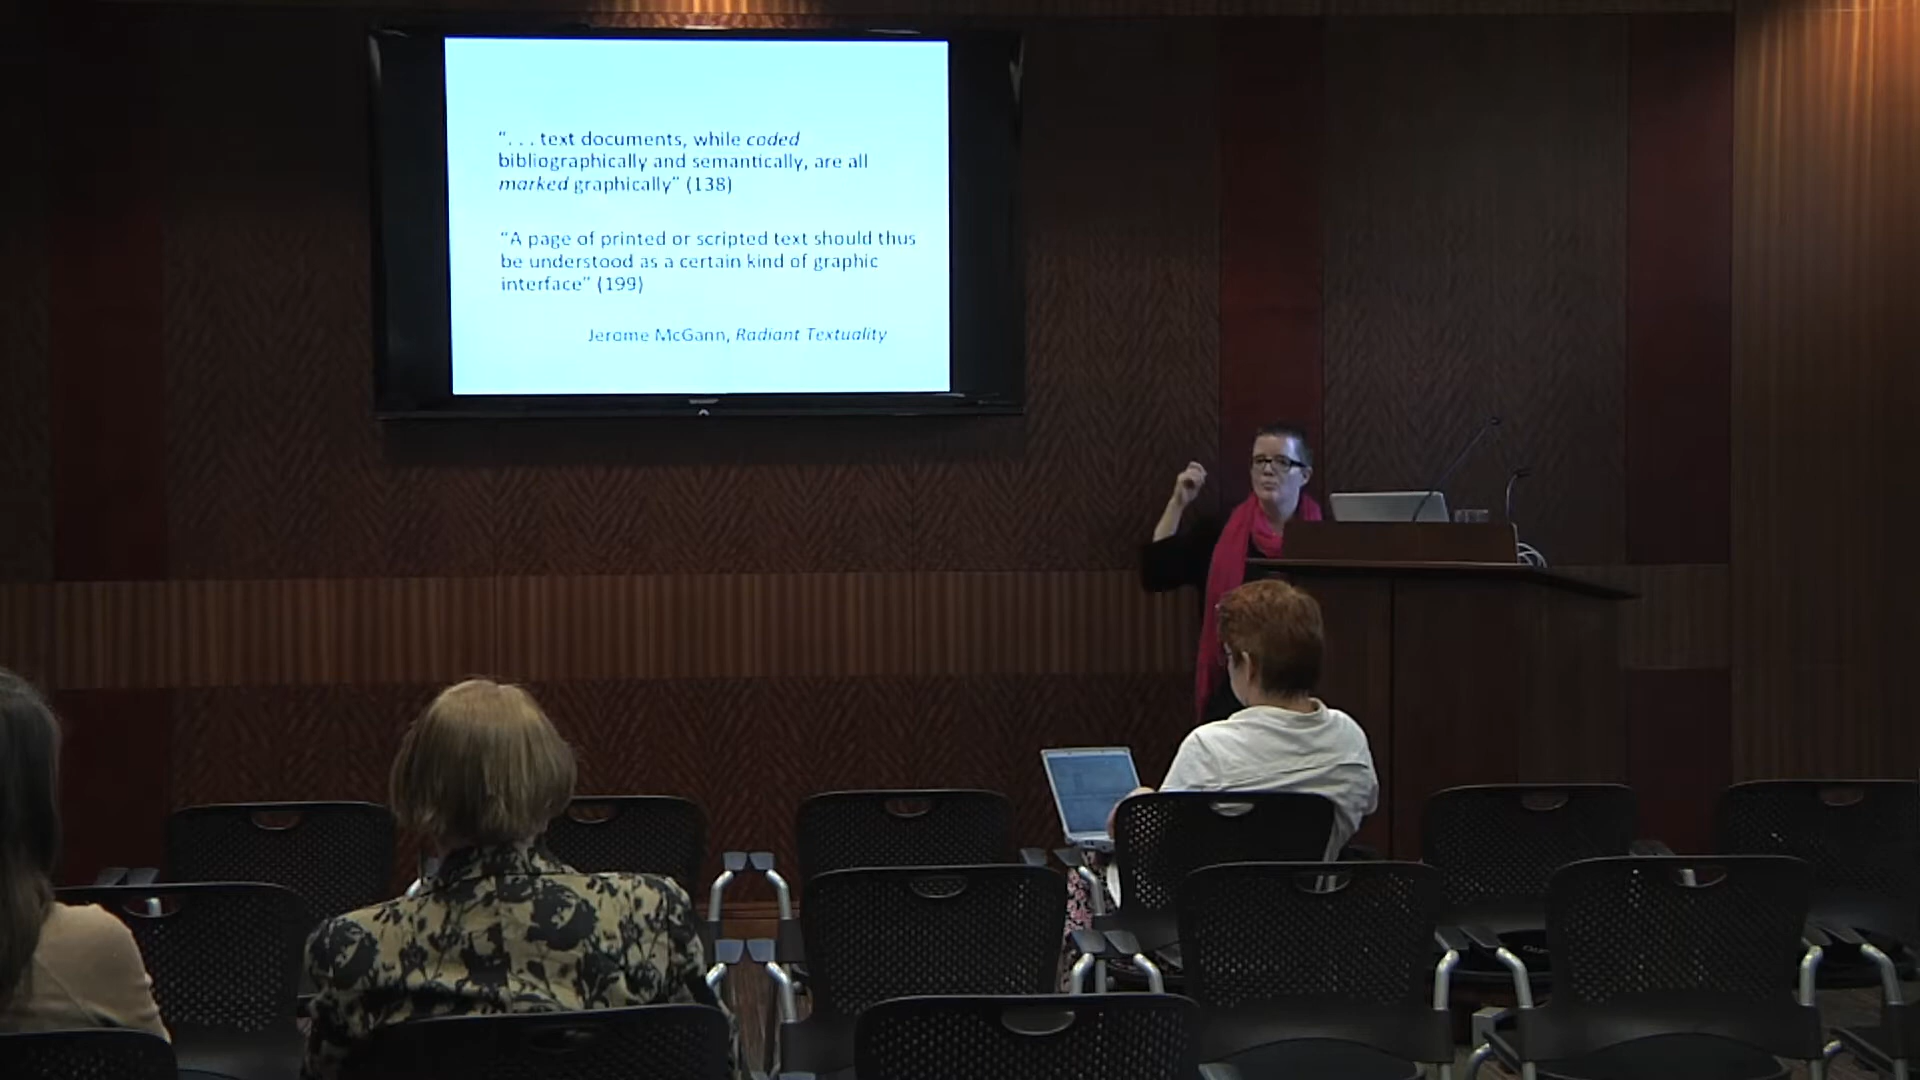 “. . . text documents, while coded
bibliographically and semantically, are all
marked graphically” (138)
“A page of printed or scripted text should thus
be understood as a certain kind of graphic
interface” (199)
Jerome McGann, Radiant Textuality